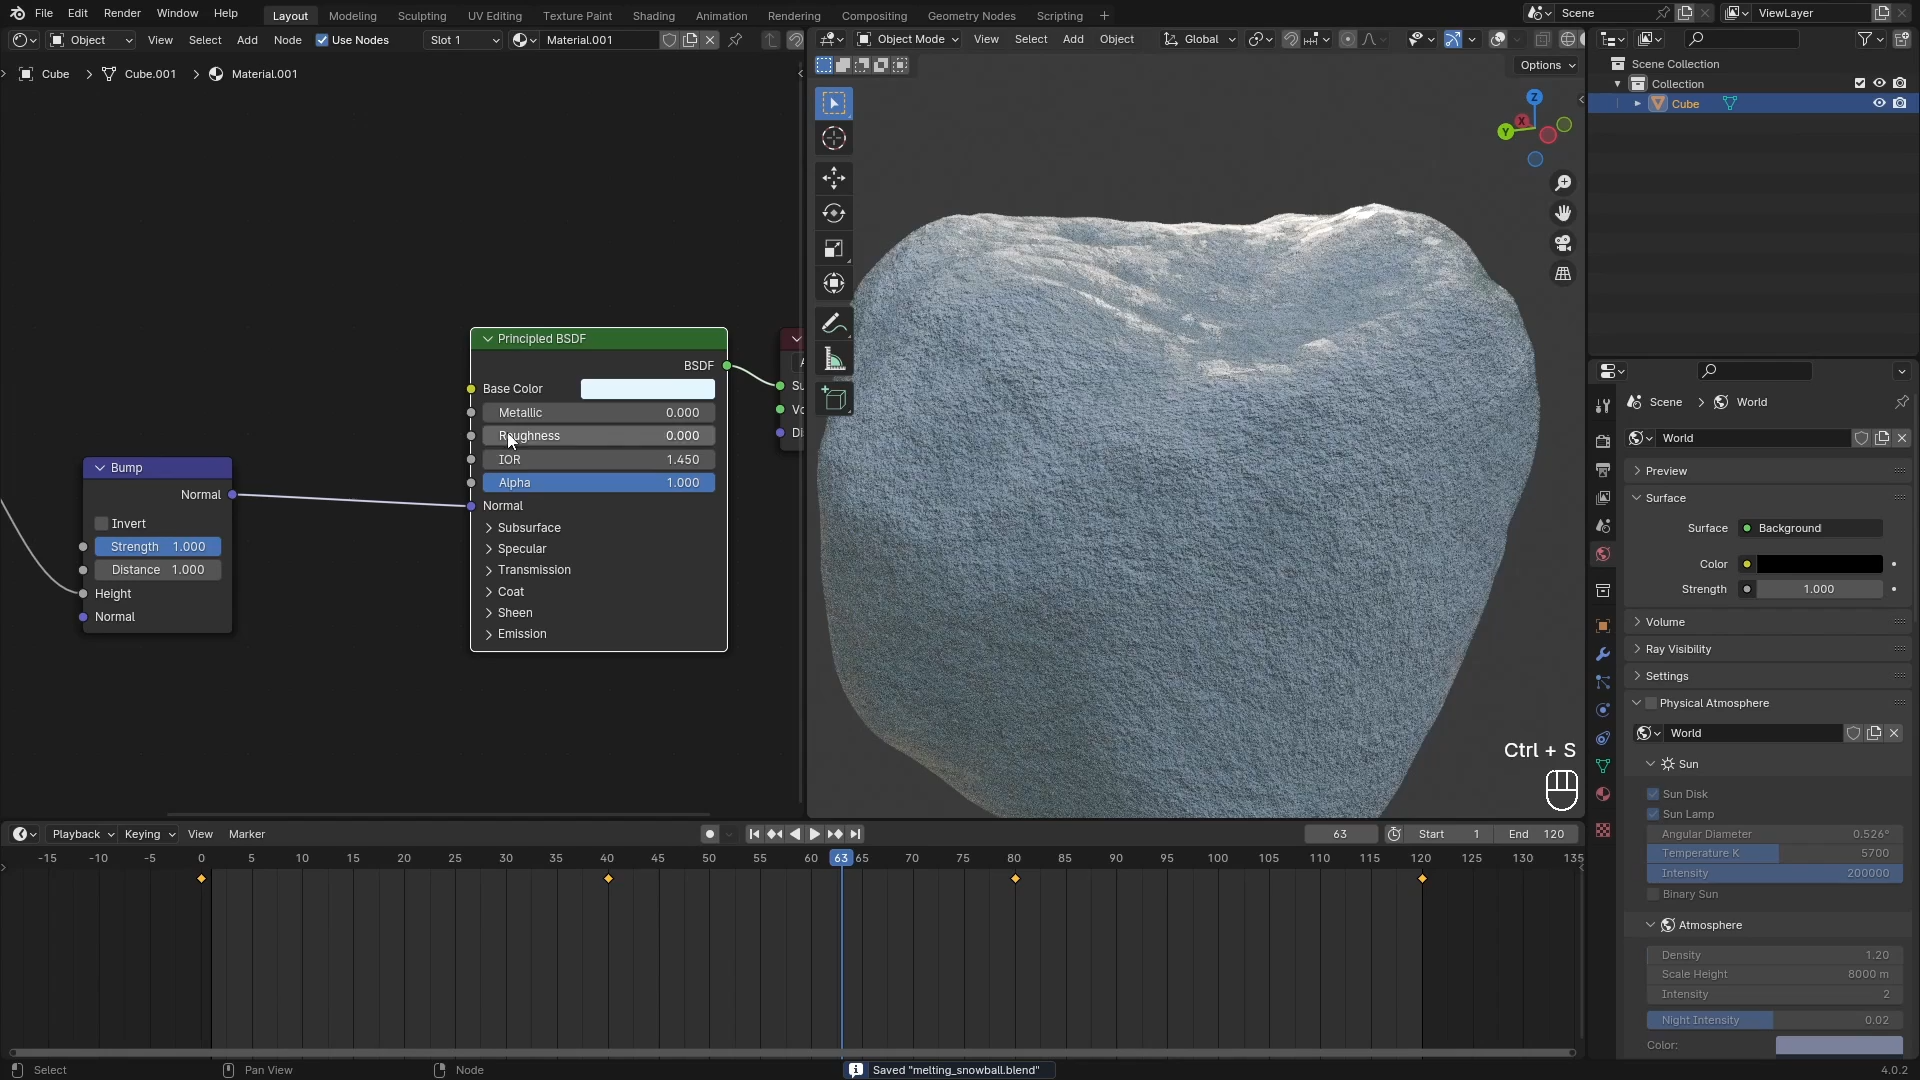 File Edit Render Window Help Layout Modeling Sculpting UV Editing Texture Paint Shading Animation Rendering Compositing Geometry Nodes Scripting + Scene ViewLayer
Object View Select Add Node Use Nodes Slot 1 Material.001
Object Mode View Select Add Object Global
Cube > Cube.001 > Material.001
Options
Z
Y
X
Scene Collection
Collection
Cube
Principled BSDF
BSDF
Base Color
Metallic 0.000
Roughness 0.000
IOR 1.450
Alpha 1.000
Normal
Subsurface
Specular
Transmission
Coat
Sheen
Emission
Bump
Normal
Invert
Strength 1.000
Distance 1.000
Height
Normal
Ctrl + S
Scene > World
World
Preview
Surface
Surface Background
Color
Strength 1.000
Volume
Ray Visibility
Settings
Physical Atmosphere
World
Sun
Sun Disk
Sun Lamp
Angular Diameter 0.526°
Temperature K 5700
Intensity 200000
Binary Sun
Atmosphere
Density 1.20
Scale Height 8000 m
Intensity 2
Night Intensity 0.02
Color:
Playback Keying View Marker 63 Start 1 End 120
-15 -10 -5 0 5 10 15 20 25 30 35 40 45 50 55 60 63 65 70 75 80 85 90 95 100 105 110 115 120 125 130 135
Select Pan View Node Saved "melting_snowball.blend" 4.0.2